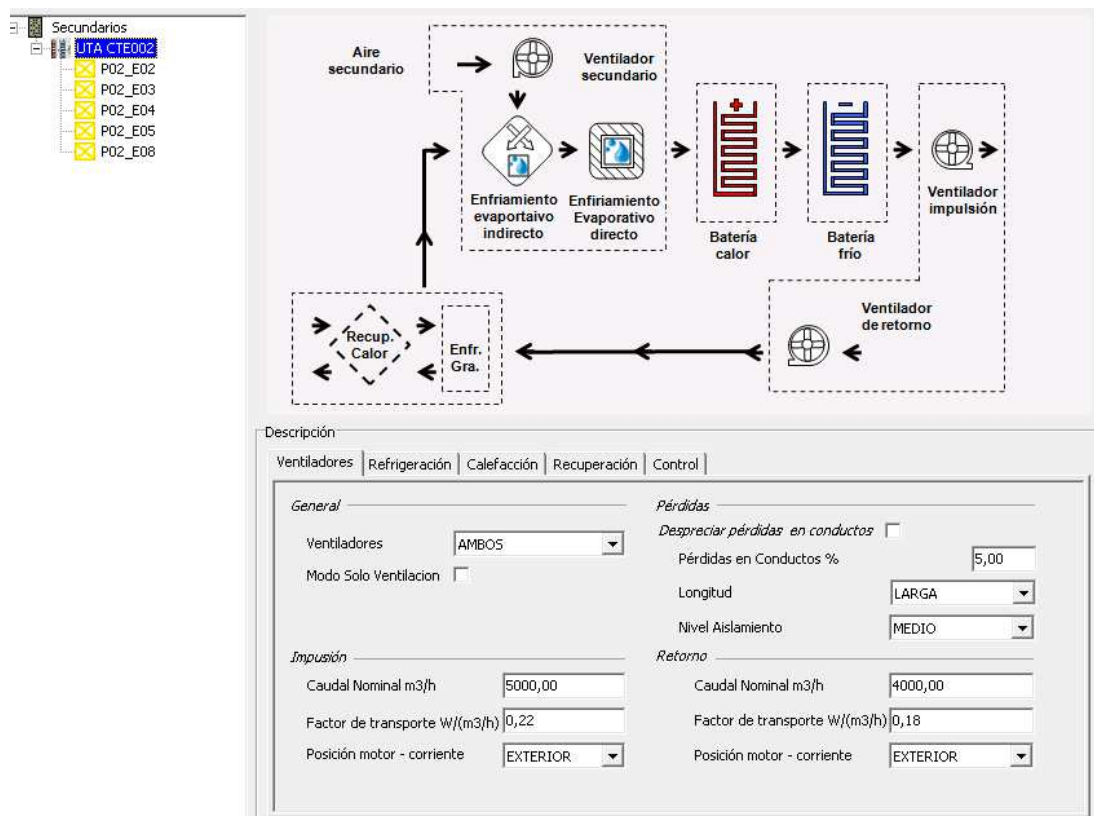 Secundarios
UTA CTE002
P02_E02
P02_E03
P02_E04
P02_E05
P02_E08
Aire
secundario
Ventilador
secundario
Enfriamiento
evaportaivo
indirecto
Enfiriamiento
Evaporativo
directo
Batería
calor
Batería
frío
Ventilador
impulsión
Ventilador
de retorno
Recup.
Calor
Enfr.
Gra.
Descripción
Ventiladores Refrigeración Calefacción Recuperación Control
General
Ventiladores AMBOS
Modo Solo Ventilacion
Pérdidas
Despreciar pérdidas en conductos
Pérdidas en Conductos % 5,00
Longitud LARGA
Nivel Aislamiento MEDIO
Impusión
Caudal Nominal m3/h 5000,00
Factor de transporte W/(m3/h) 0,22
Posición motor - corriente EXTERIOR
Retorno
Caudal Nominal m3/h 4000,00
Factor de transporte W/(m3/h) 0,18
Posición motor - corriente EXTERIOR